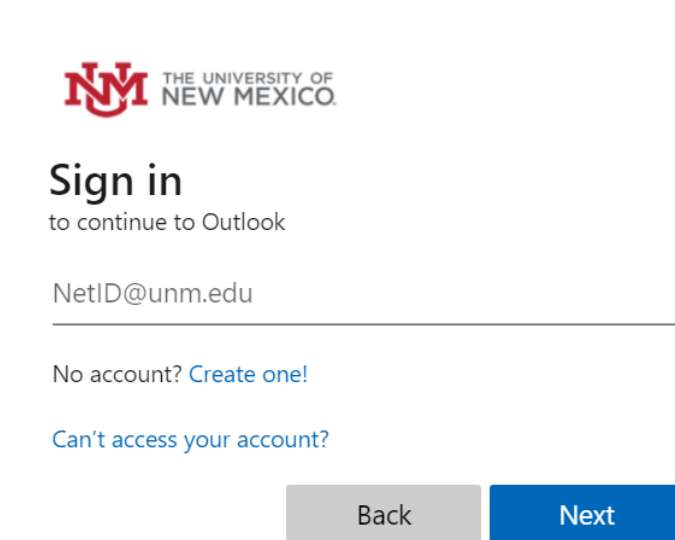 UNM THE UNIVERSITY OF
NEW MEXICO.
Sign in
to continue to Outlook
NetID@unm.edu
No account? Create one!
Can't access your account?
Back Next